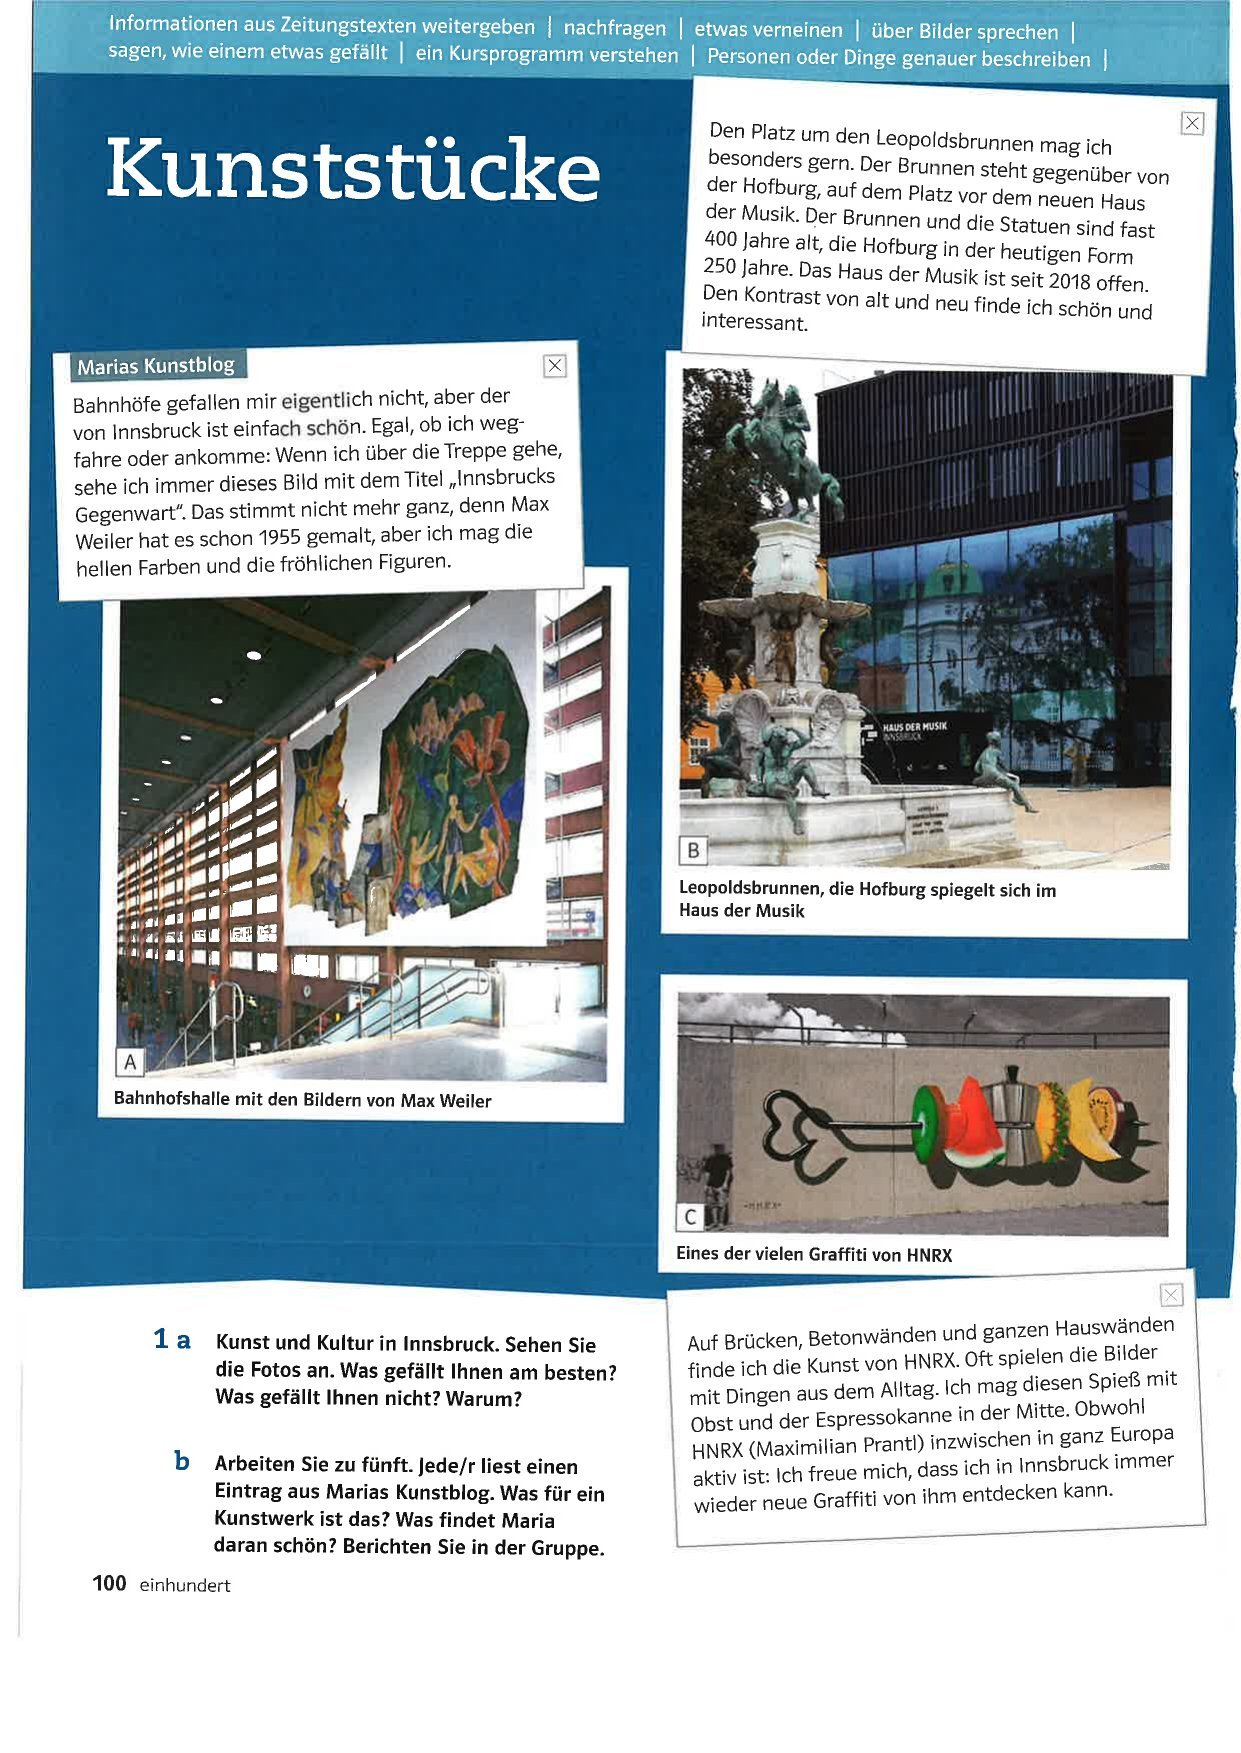 Informationen aus Zeitungstexten weitergeben | nachfragen | etwas verneinen | über Bilder sprechen |
sagen, wie einem etwas gefällt | ein Kursprogramm verstehen | Personen oder Dinge genauer beschreiben |
Kunststücke
Den Platz um den Leopoldsbrunnen mag ich
besonders gern. Der Brunnen steht gegenüber von
der Hofburg, auf dem Platz vor dem neuen Haus
der Musik. Der Brunnen und die Statuen sind fast
400 Jahre alt, die Hofburg in der heutigen Form
250 Jahre. Das Haus der Musik ist seit 2018 offen.
Den Kontrast von alt und neu finde ich schön und
interessant.
Marias Kunstblog
Bahnhöfe gefallen mir eigentlich nicht, aber der
von Innsbruck ist einfach schön. Egal, ob ich weg-
fahre oder ankomme: Wenn ich über die Treppe gehe,
sehe ich immer dieses Bild mit dem Titel „Innsbrucks
Gegenwart“. Das stimmt nicht mehr ganz, denn Max
Weiler hat es schon 1955 gemalt, aber ich mag die
hellen Farben und die fröhlichen Figuren.
A
Bahnhofshalle mit den Bildern von Max Weiler
HAUS DER MUSIK
INNSBRUCK
B
Leopoldsbrunnen, die Hofburg spiegelt sich im
Haus der Musik
-HNRX-
C
Eines der vielen Graffiti von HNRX
Auf Brücken, Betonwänden und ganzen Hauswänden
finde ich die Kunst von HNRX. Oft spielen die Bilder
mit Dingen aus dem Alltag. Ich mag diesen Spieß mit
Obst und der Espressokanne in der Mitte. Obwohl
HNRX (Maximilian Prantl) inzwischen in ganz Europa
aktiv ist: Ich freue mich, dass ich in Innsbruck immer
wieder neue Graffiti von ihm entdecken kann.
1 a Kunst und Kultur in Innsbruck. Sehen Sie
die Fotos an. Was gefällt Ihnen am besten?
Was gefällt Ihnen nicht? Warum?
b Arbeiten Sie zu fünft. Jede/r liest einen
Eintrag aus Marias Kunstblog. Was für ein
Kunstwerk ist das? Was findet Maria
daran schön? Berichten Sie in der Gruppe.
100 einhundert